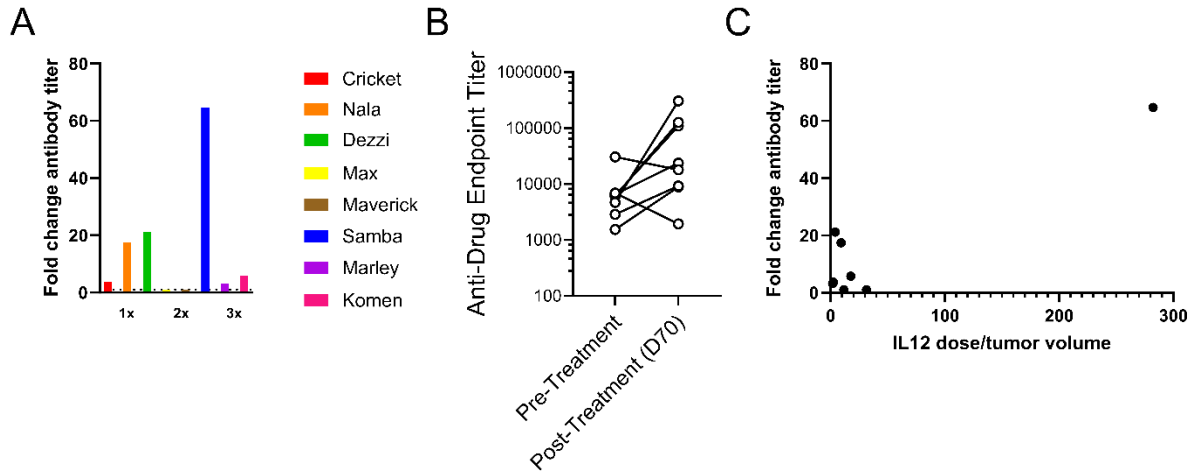 A
Fold change antibody titer
80
60
40
20
0
1x 2x 3x
Cricket
Nala
Dezzi
Max
Maverick
Samba
Marley
Komen
B
Anti-Drug Endpoint Titer
1000000
100000
10000
1000
100
Pre-Treatment
Post-Treatment (D70)
C
Fold change antibody titer
80
60
40
20
0
0 100 200 300
IL12 dose/tumor volume